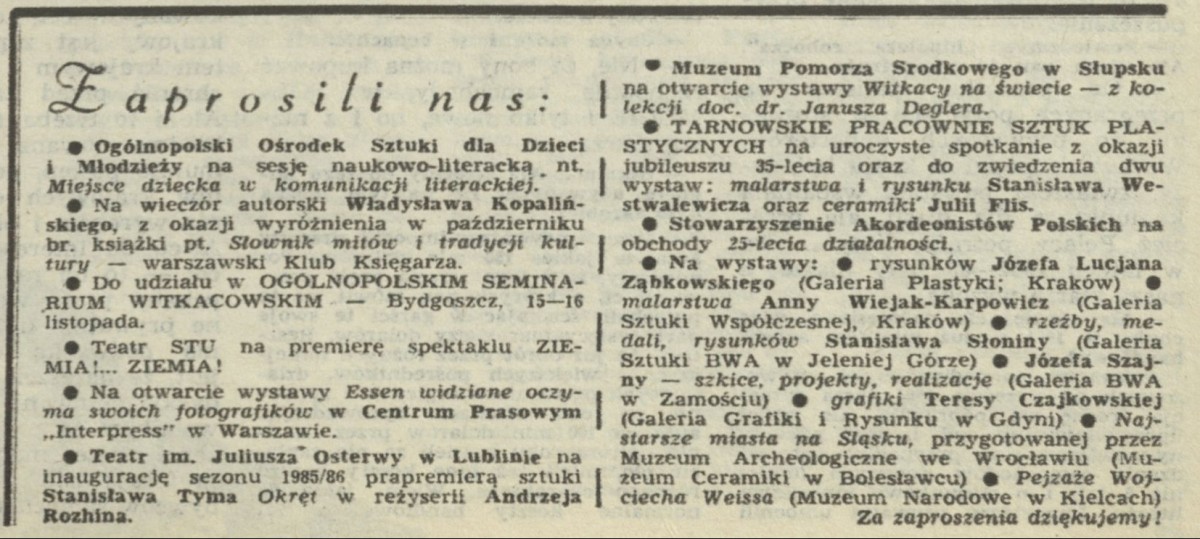 Zaprosili nas:
● Ogólnopolski Ośrodek Sztuki dla Dzieci
i Młodzieży na sesję naukowo-literacką nt.
Miejsce dziecka w komunikacji literackiej.
● Na wieczór autorski Władysława Kopaliń-
skiego, z okazji wyróżnienia w październiku
br. książki pt. Słownik mitów i tradycji kul-
tury — warszawski Klub Księgarza.
● Do udziału w OGÓLNOPOLSKIM SEMINA-
RIUM WITKACOWSKIM — Bydgoszcz, 15—16
listopada.
● Teatr STU na premierę spektaklu ZIE-
MIA!... ZIEMIA!
● Na otwarcie wystawy Essen widziane oczy-
ma swoich fotografików w Centrum Prasowym
„Interpress" w Warszawie.
● Teatr im. Juliusza Osterwy w Lublinie na
inaugurację sezonu 1985/86 prapremierą sztuki
Stanisława Tyma Okręt w reżyserii Andrzeja
Rozhina.
● Muzeum Pomorza Srodkowego w Słupsku
na otwarcie wystawy Witkacy na świecie — z ko-
lekcji doc. dr. Janusza Deglera.
● TARNOWSKIE PRACOWNIE SZTUK PLA-
STYCZNYCH na uroczyste spotkanie z okazji
jubileuszu 35-lecia oraz do zwiedzenia dwu
wystaw: malarstwa i rysunku Stanisława We-
stwalewicza oraz ceramiki Julii Flis.
● Stowarzyszenie Akordeonistów Polskich na
obchody 25-lecia działalności.
● Na wystawy: ● rysunków Józefa Lucjana
Ząbkowskiego (Galeria Plastyki; Kraków) ●
malarstwa Anny Wiejak-Karpowicz (Galeria
Sztuki Współczesnej, Kraków) ● rzeźby, me-
dali, rysunków Stanisława Słoniny (Galeria
Sztuki BWA w Jeleniej Górze) ● Józefa Szaj-
ny — szkice, projekty, realizacje (Galeria BWA
w Zamościu) ● grafiki Teresy Czajkowskiej
(Galeria Grafiki i Rysunku w Gdyni) ● Naj-
starsze miasta na Sląsku, przygotowanej przez
Muzeum Archeologiczne we Wrocławiu (Mu-
zeum Ceramiki w Bolesławcu) ● Pejzaże Woj-
ciecha Weissa (Muzeum Narodowe w Kielcach)
Za zaproszenia dziękujemy!